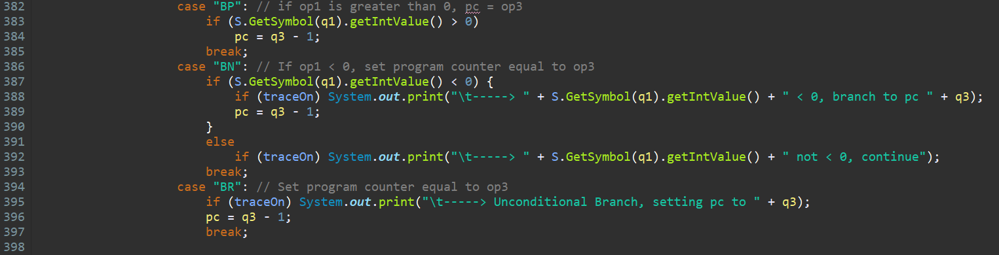 382 case "BP": // if op1 is greater than 0, pc = op3
383 if (S.GetSymbol(q1).getIntValue() > 0)
384 pc = q3 - 1;
385 break;
386 case "BN": // If op1 < 0, set program counter equal to op3
387 if (S.GetSymbol(q1).getIntValue() < 0) {
388 if (traceOn) System.out.print("\t-----> " + S.GetSymbol(q1).getIntValue() + " < 0, branch to pc " + q3);
389 pc = q3 - 1;
390 }
391 else
392 if (traceOn) System.out.print("\t-----> " + S.GetSymbol(q1).getIntValue() + " not < 0, continue");
393 break;
394 case "BR": // Set program counter equal to op3
395 if (traceOn) System.out.print("\t-----> Unconditional Branch, setting pc to " + q3);
396 pc = q3 - 1;
397 break;
398